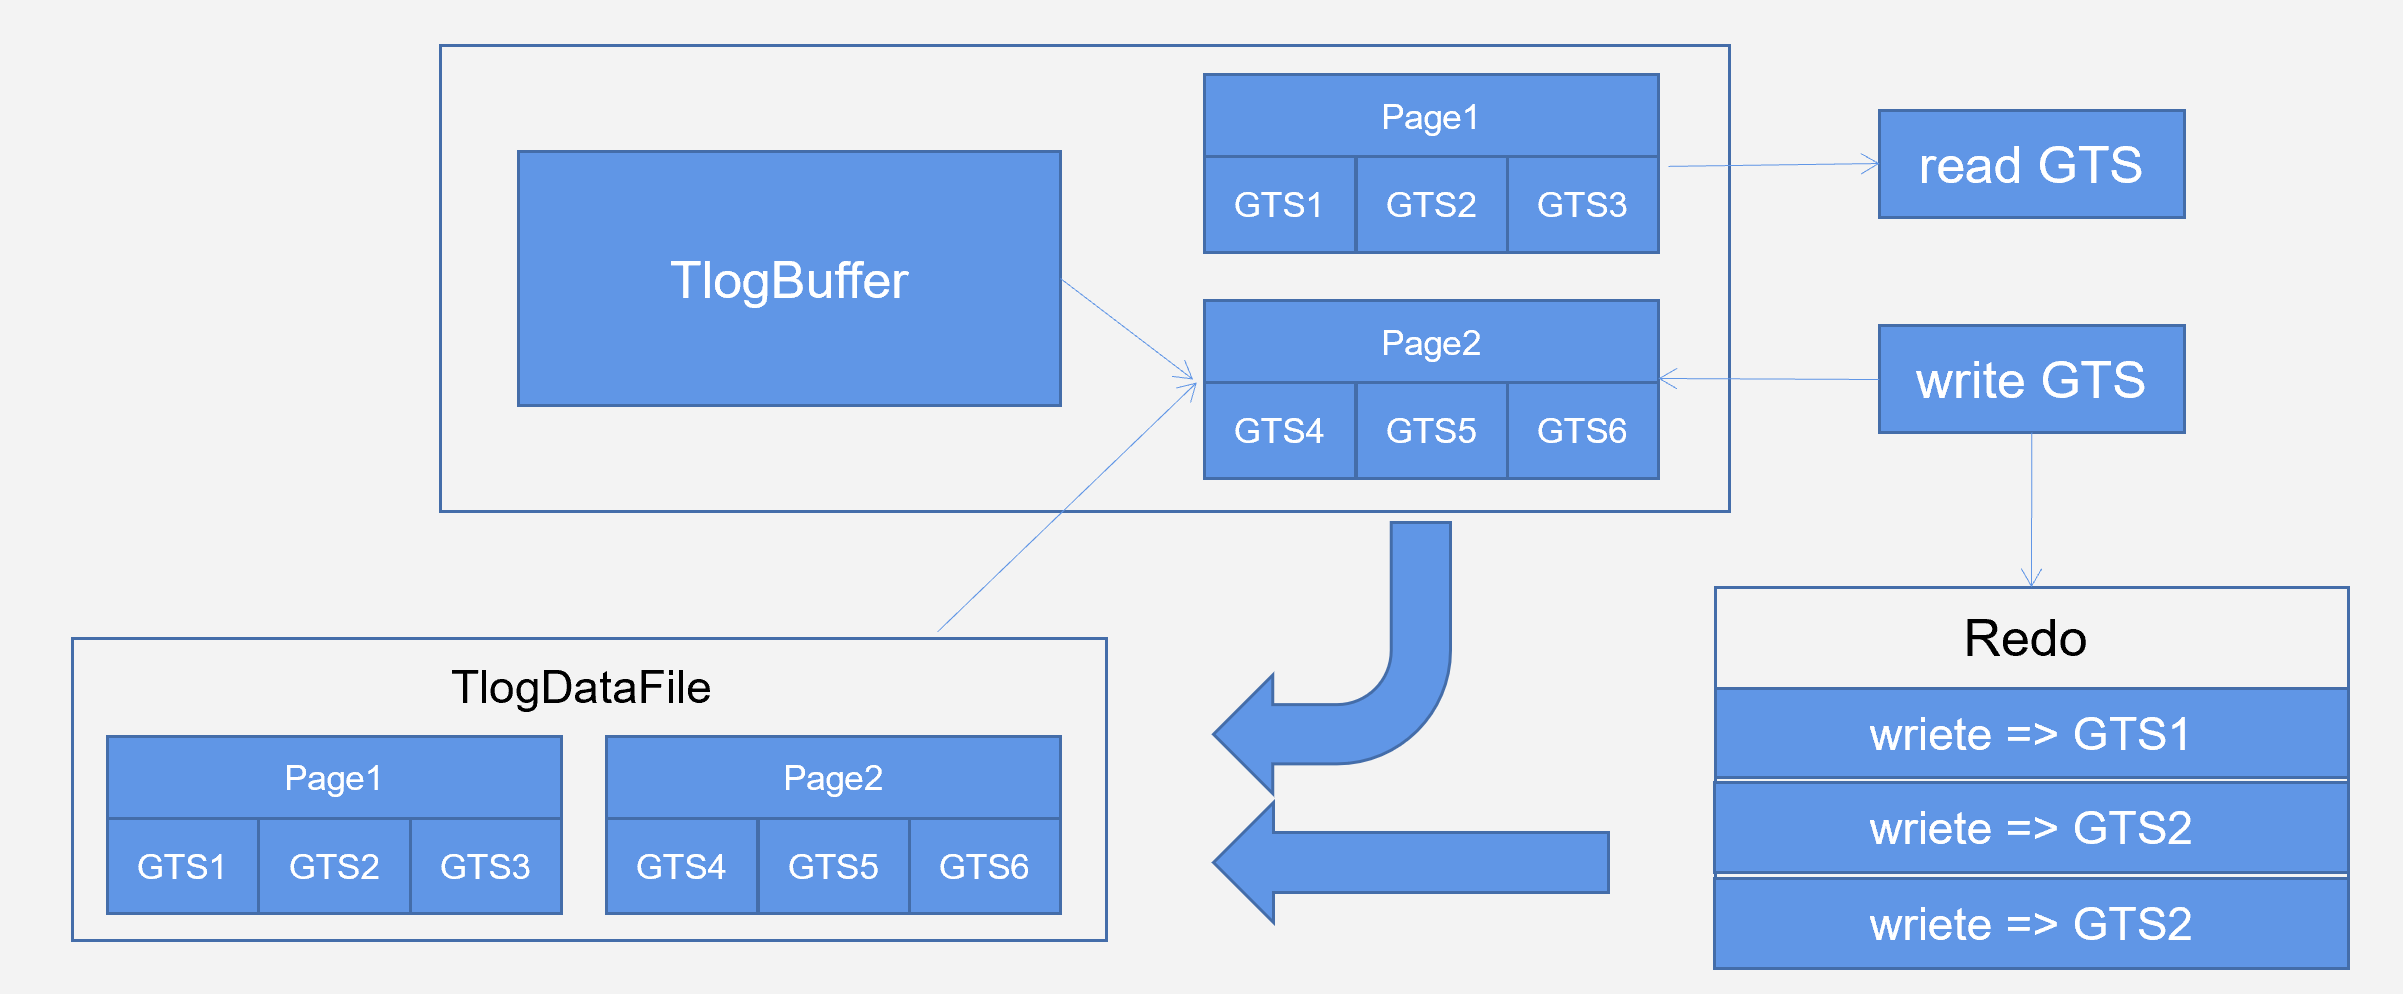 Page1
GTS1 GTS2 GTS3
read GTS
TlogBuffer
Page2
GTS4 GTS5 GTS6
write GTS
TlogDataFile
Page1
GTS1 GTS2 GTS3
Page2
GTS4 GTS5 GTS6
Redo
wriete => GTS1
wriete => GTS2
wriete => GTS2